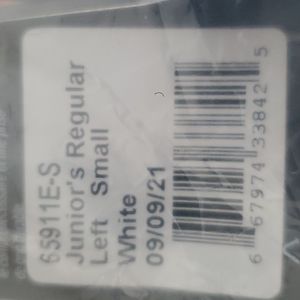 65911E-S
Junior's Regular
Left Small
White
09/09/21
6 67974 33842 5